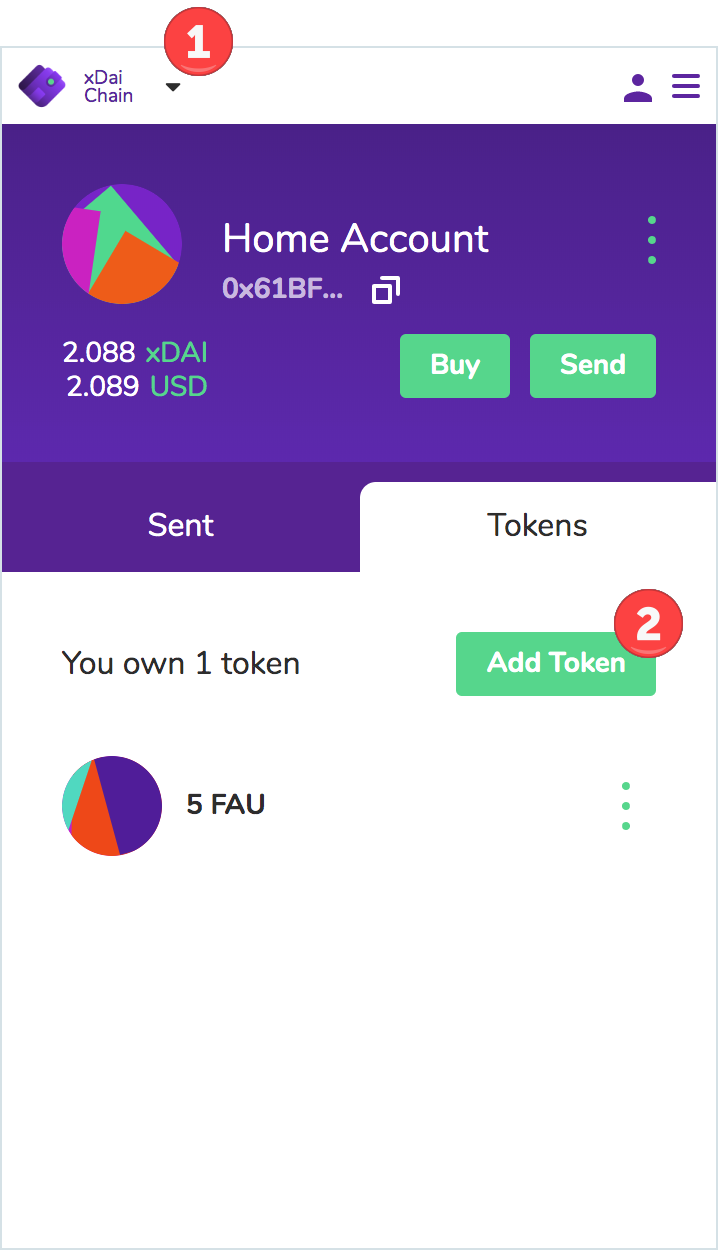 1
xDai
Chain
Home Account
0x61BF...
2.088 xDAI
2.089 USD
Buy
Send
Sent
Tokens
2
You own 1 token
Add Token
5 FAU